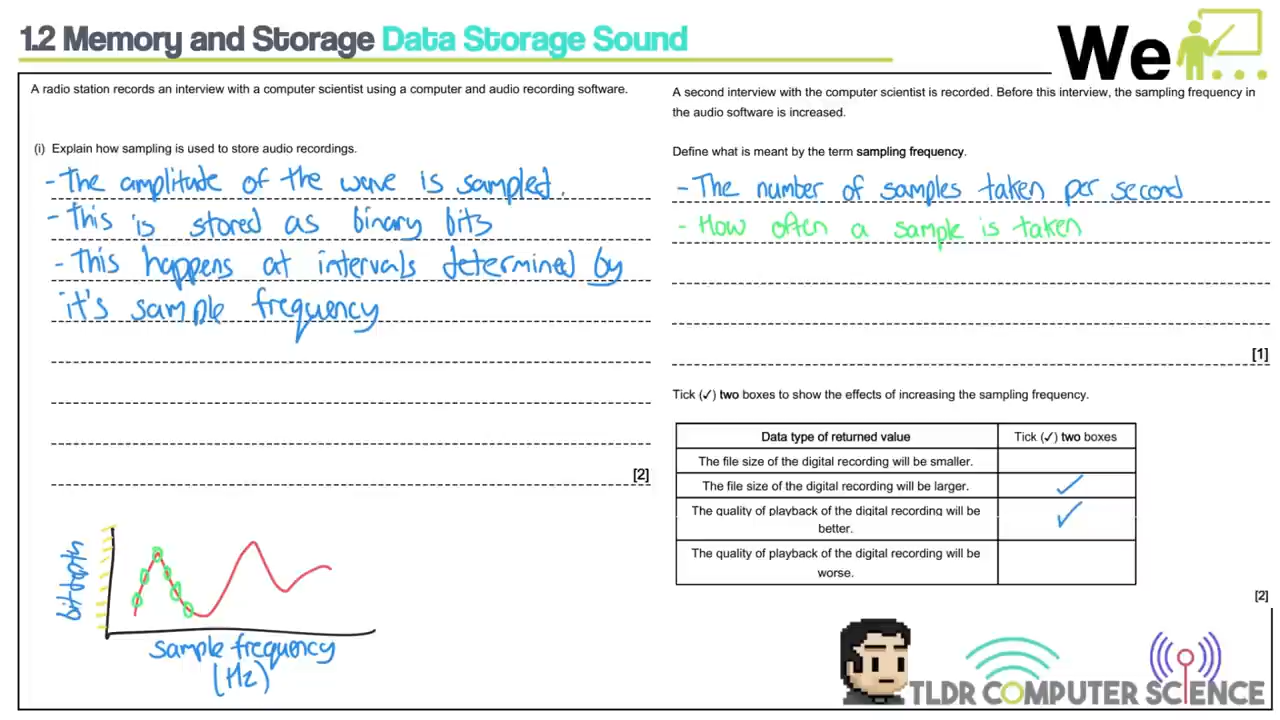 1.2 Memory and Storage Data Storage Sound
We
A radio station records an interview with a computer scientist using a computer and audio recording software.
(i) Explain how sampling is used to store audio recordings.
- The amplitude of the wave is sampled.
- This is stored as binary bits
- This happens at intervals determined by
it's sample frequency
[2]
bit depth
sample frequency
(Hz)
A second interview with the computer scientist is recorded. Before this interview, the sampling frequency in
the audio software is increased.
Define what is meant by the term sampling frequency.
- The number of samples taken per second
- How often a sample is taken
[1]
Tick (✓) two boxes to show the effects of increasing the sampling frequency.
Data type of returned value Tick (✓) two boxes
The file size of the digital recording will be smaller.
The file size of the digital recording will be larger. ✓
The quality of playback of the digital recording will be ✓
better.
The quality of playback of the digital recording will be
worse.
[2]
TLDR COMPUTER SCIENCE